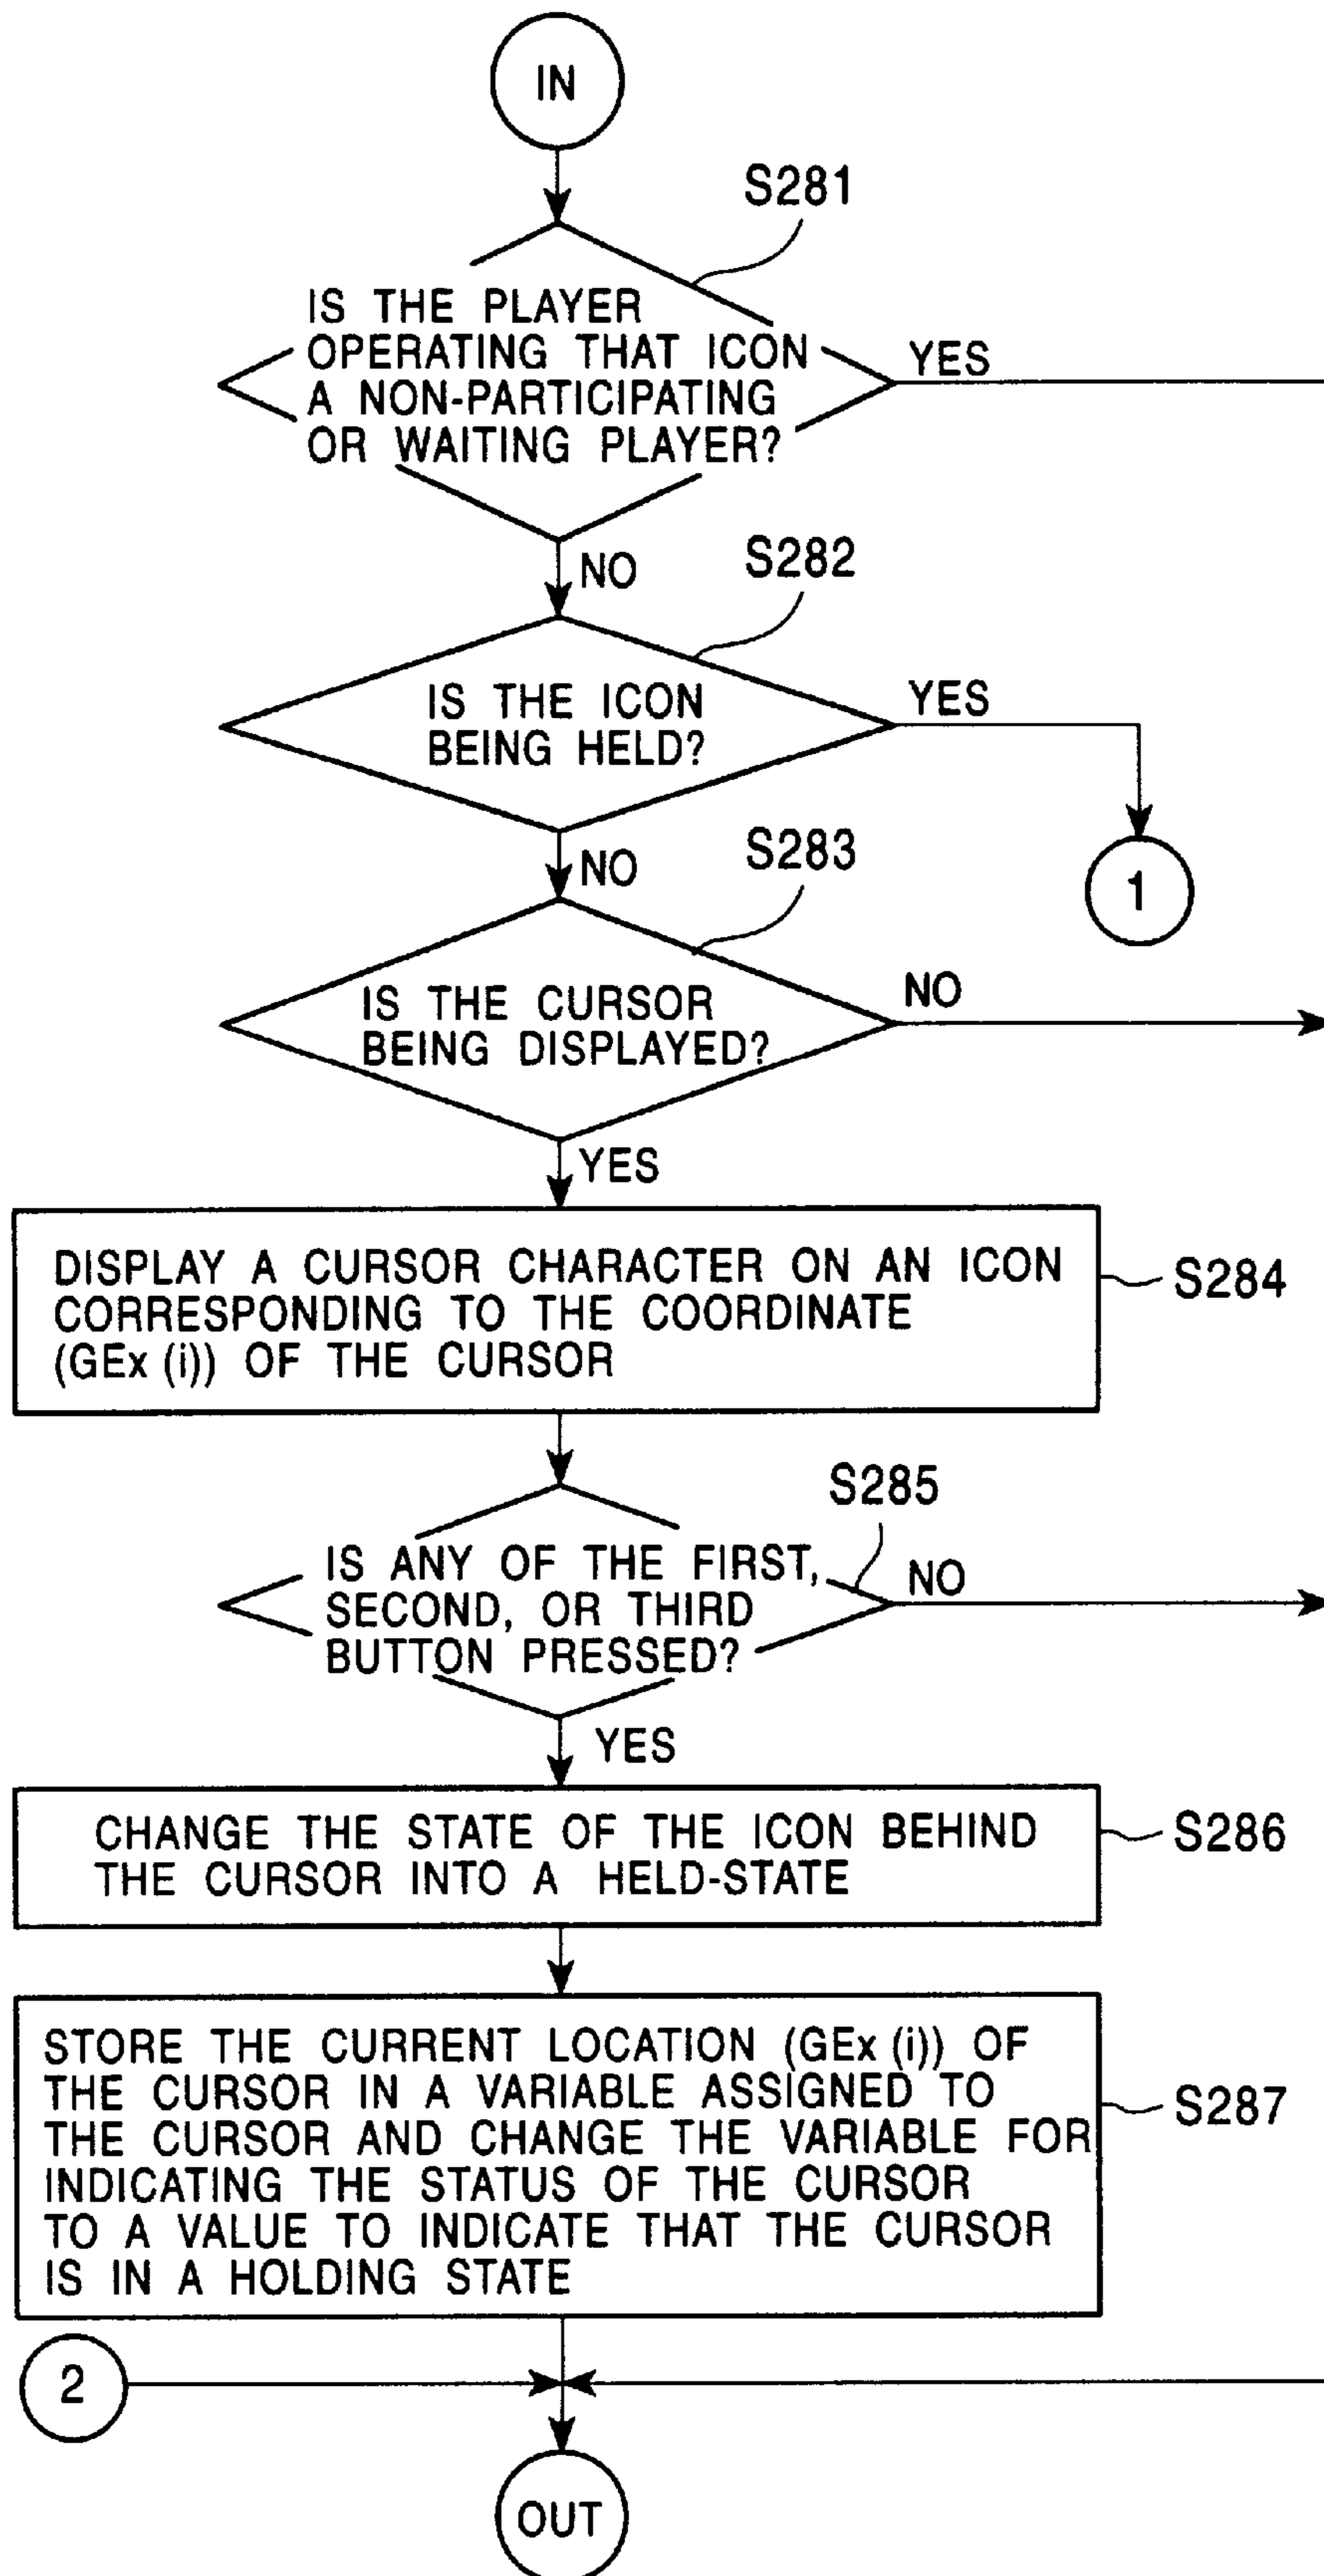 IN
S281
IS THE PLAYER
OPERATING THAT ICON
A NON-PARTICIPATING
OR WAITING PLAYER?
YES
NO
S282
IS THE ICON
BEING HELD?
YES
1
NO
S283
IS THE CURSOR
BEING DISPLAYED?
NO
YES
DISPLAY A CURSOR CHARACTER ON AN ICON
CORRESPONDING TO THE COORDINATE
(GEx (i)) OF THE CURSOR
S284
S285
IS ANY OF THE FIRST,
SECOND, OR THIRD
BUTTON PRESSED?
NO
YES
CHANGE THE STATE OF THE ICON BEHIND
THE CURSOR INTO A HELD-STATE
S286
STORE THE CURRENT LOCATION (GEx (i)) OF
THE CURSOR IN A VARIABLE ASSIGNED TO
THE CURSOR AND CHANGE THE VARIABLE FOR
INDICATING THE STATUS OF THE CURSOR
TO A VALUE TO INDICATE THAT THE CURSOR
IS IN A HOLDING STATE
S287
2
OUT